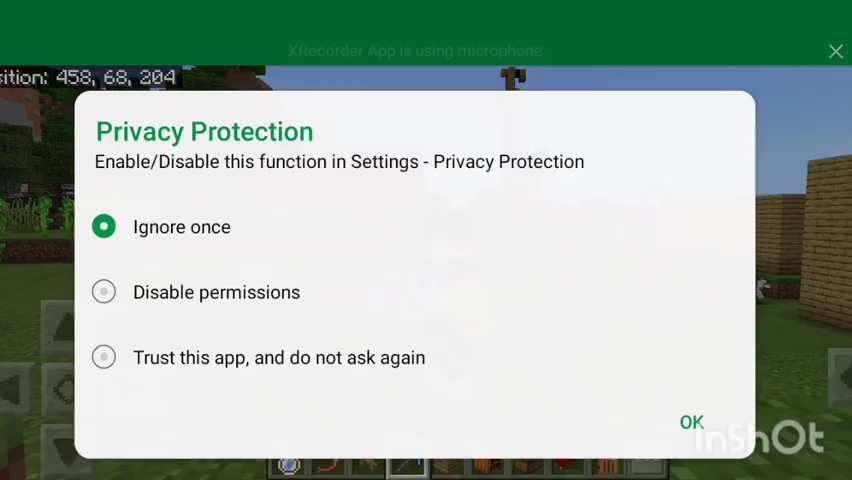 XRecorder App is using microphone
sition: 458, 68, 204
Privacy Protection
Enable/Disable this function in Settings - Privacy Protection
Ignore once
Disable permissions
Trust this app, and do not ask again
OK
InShOt